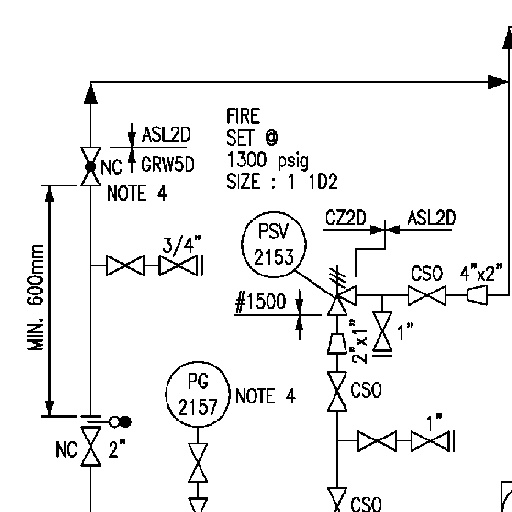 FIRE
SET @
1300 psig
SIZE : 1 1D2
ASL2D
NC
GRW5D
NOTE 4
3/4"
MIN. 600mm
PSV
2153
CZ2D
ASL2D
CSO
4"x2"
#1500
1"
2"x1"
PG
2157
NOTE 4
CSO
NC
2"
1"
CSO